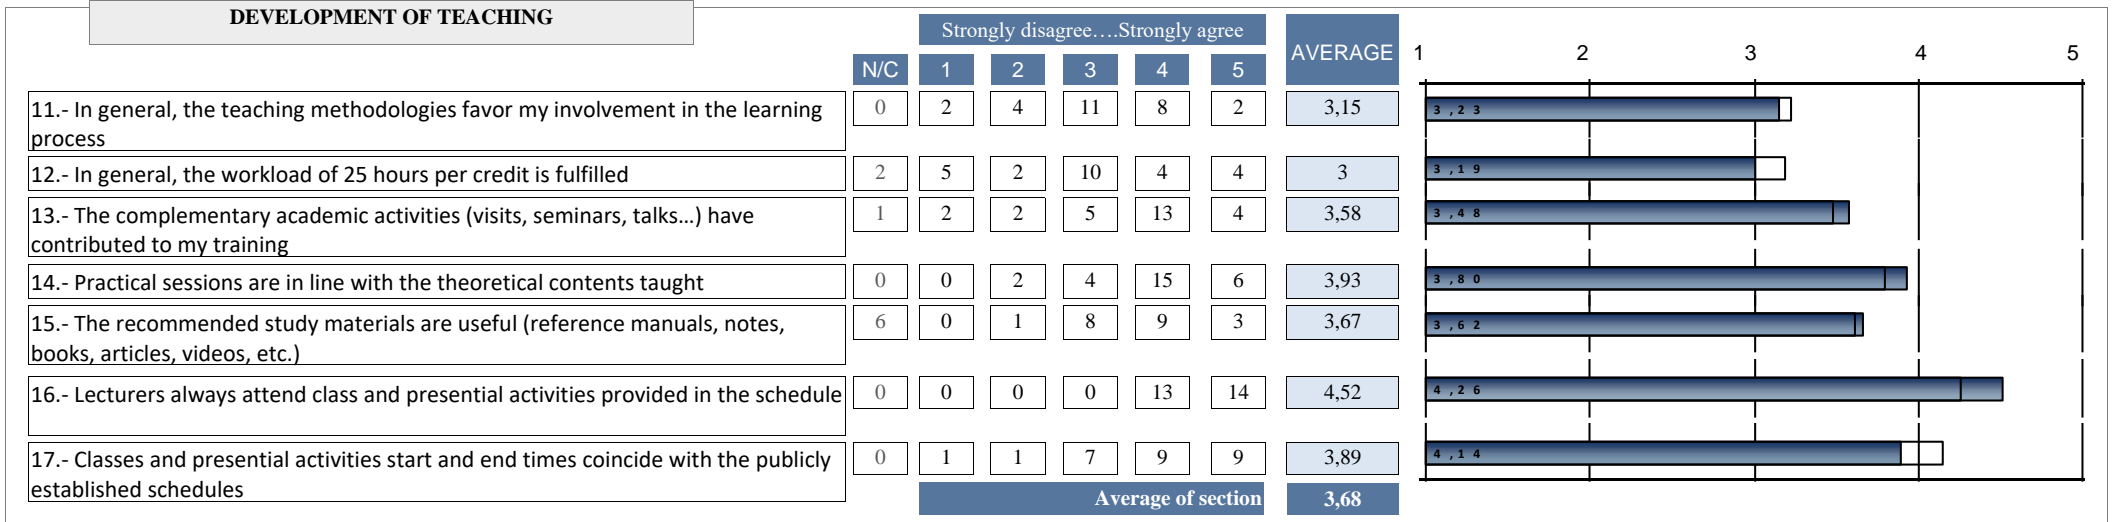 DEVELOPMENT OF TEACHING
Strongly disagree….Strongly agree
AVERAGE
N/C 1 2 3 4 5
1 2 3 4 5
11.- In general, the teaching methodologies favor my involvement in the learning
process
0 2 4 11 8 2 3,15 3,23
12.- In general, the workload of 25 hours per credit is fulfilled
2 5 2 10 4 4 3 3,19
13.- The complementary academic activities (visits, seminars, talks…) have
contributed to my training
1 2 2 5 13 4 3,58 3,48
14.- Practical sessions are in line with the theoretical contents taught
0 0 2 4 15 6 3,93 3,80
15.- The recommended study materials are useful (reference manuals, notes,
books, articles, videos, etc.)
6 0 1 8 9 3 3,67 3,62
16.- Lecturers always attend class and presential activities provided in the schedule
0 0 0 0 13 14 4,52 4,26
17.- Classes and presential activities start and end times coincide with the publicly
established schedules
0 1 1 7 9 9 3,89 4,14
Average of section 3,68